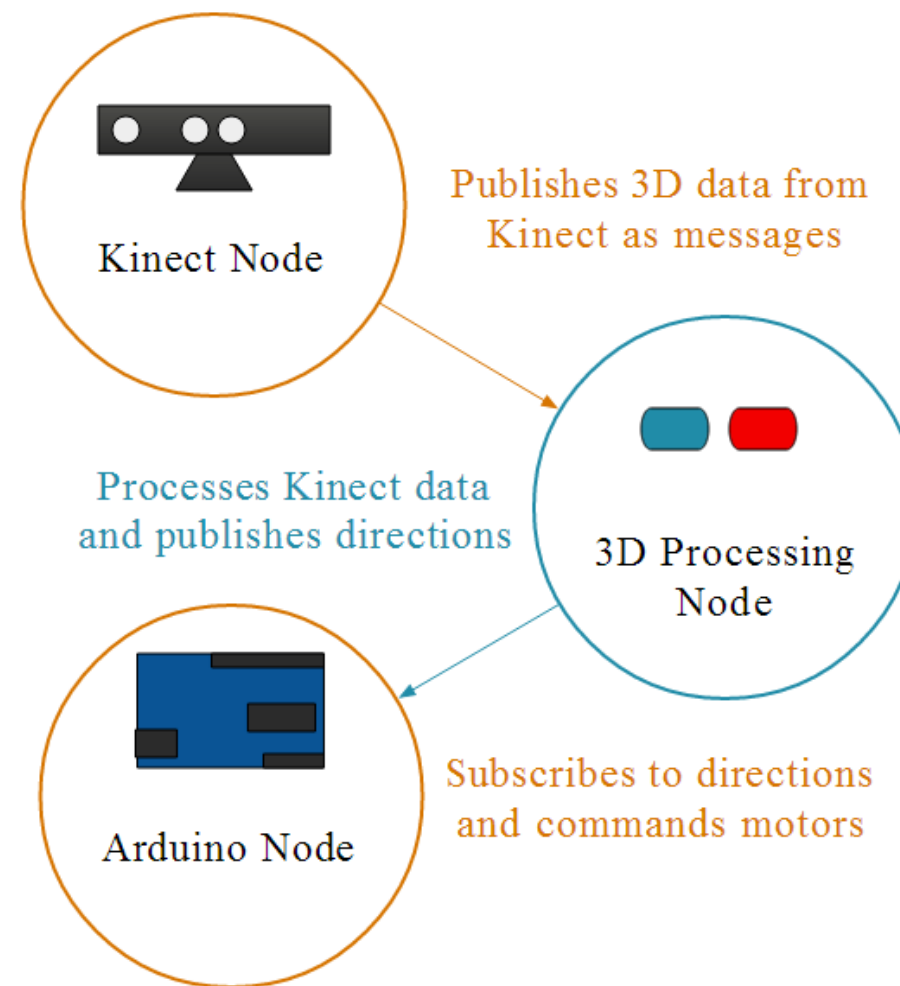 Kinect Node
Publishes 3D data from
Kinect as messages
3D Processing
Node
Processes Kinect data
and publishes directions
Arduino Node
Subscribes to directions
and commands motors